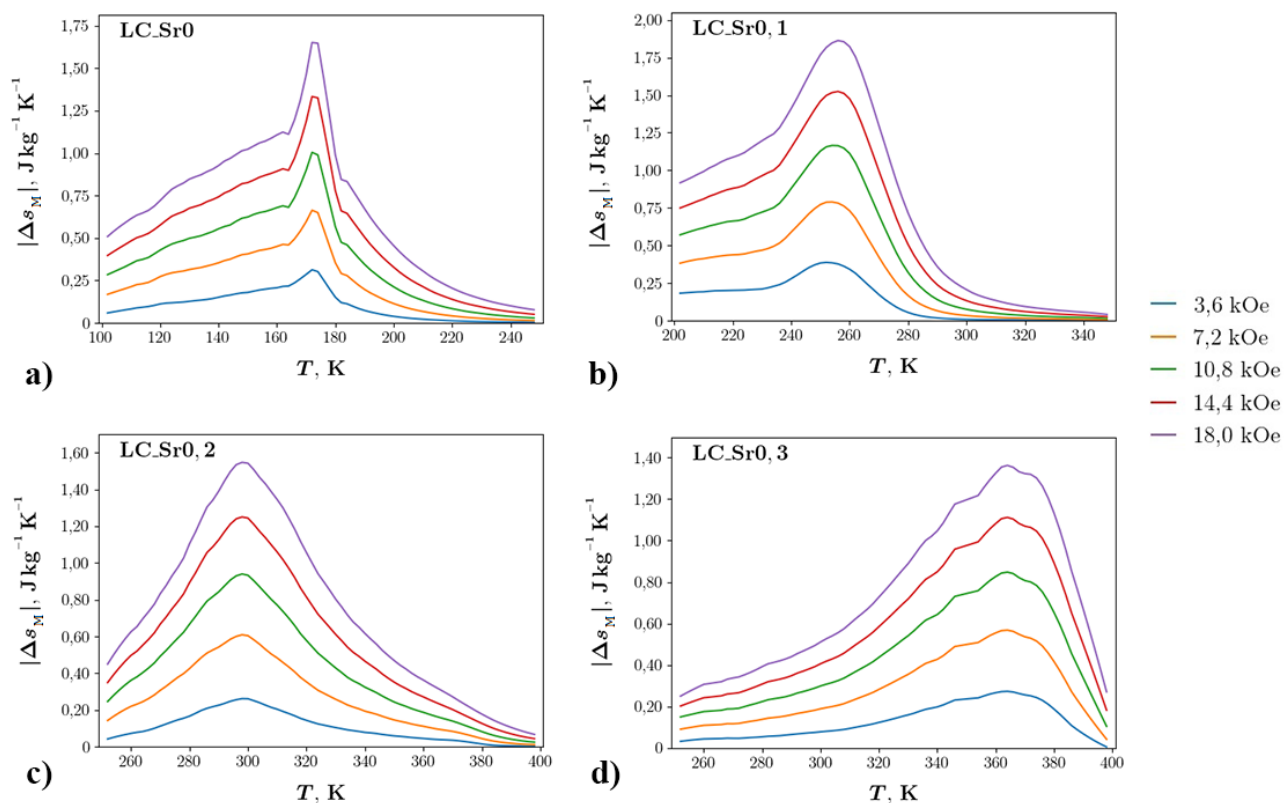 LC_Sr0
|Δs_M|, J kg⁻¹ K⁻¹
1,75
1,50
1,25
1,00
0,75
0,50
0,25
0
100 120 140 160 180 200 220 240
T, K
a)
LC_Sr0,1
|Δs_M|, J kg⁻¹ K⁻¹
2,00
1,75
1,50
1,25
1,00
0,75
0,50
0,25
0
200 220 240 260 280 300 320 340
T, K
b)
3,6 kOe
7,2 kOe
10,8 kOe
14,4 kOe
18,0 kOe
LC_Sr0,2
|Δs_M|, J kg⁻¹ K⁻¹
1,60
1,40
1,20
1,00
0,80
0,60
0,40
0,20
0
260 280 300 320 340 360 380 400
T, K
c)
LC_Sr0,3
|Δs_M|, J kg⁻¹ K⁻¹
1,40
1,20
1,00
0,80
0,60
0,40
0,20
0
260 280 300 320 340 360 380 400
T, K
d)